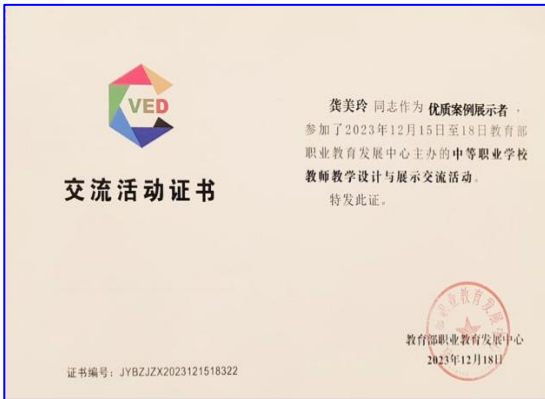 CVED
交流活动证书
证书编号：JYBZJZX2023121518322
龚美玲 同志作为 优质案例展示者，
参加了2023年12月15日至18日教育部
职业教育发展中心主办的中等职业学校
教师教学设计与展示交流活动。
特发此证。
教育部职业教育发展中心
2023年12月18日